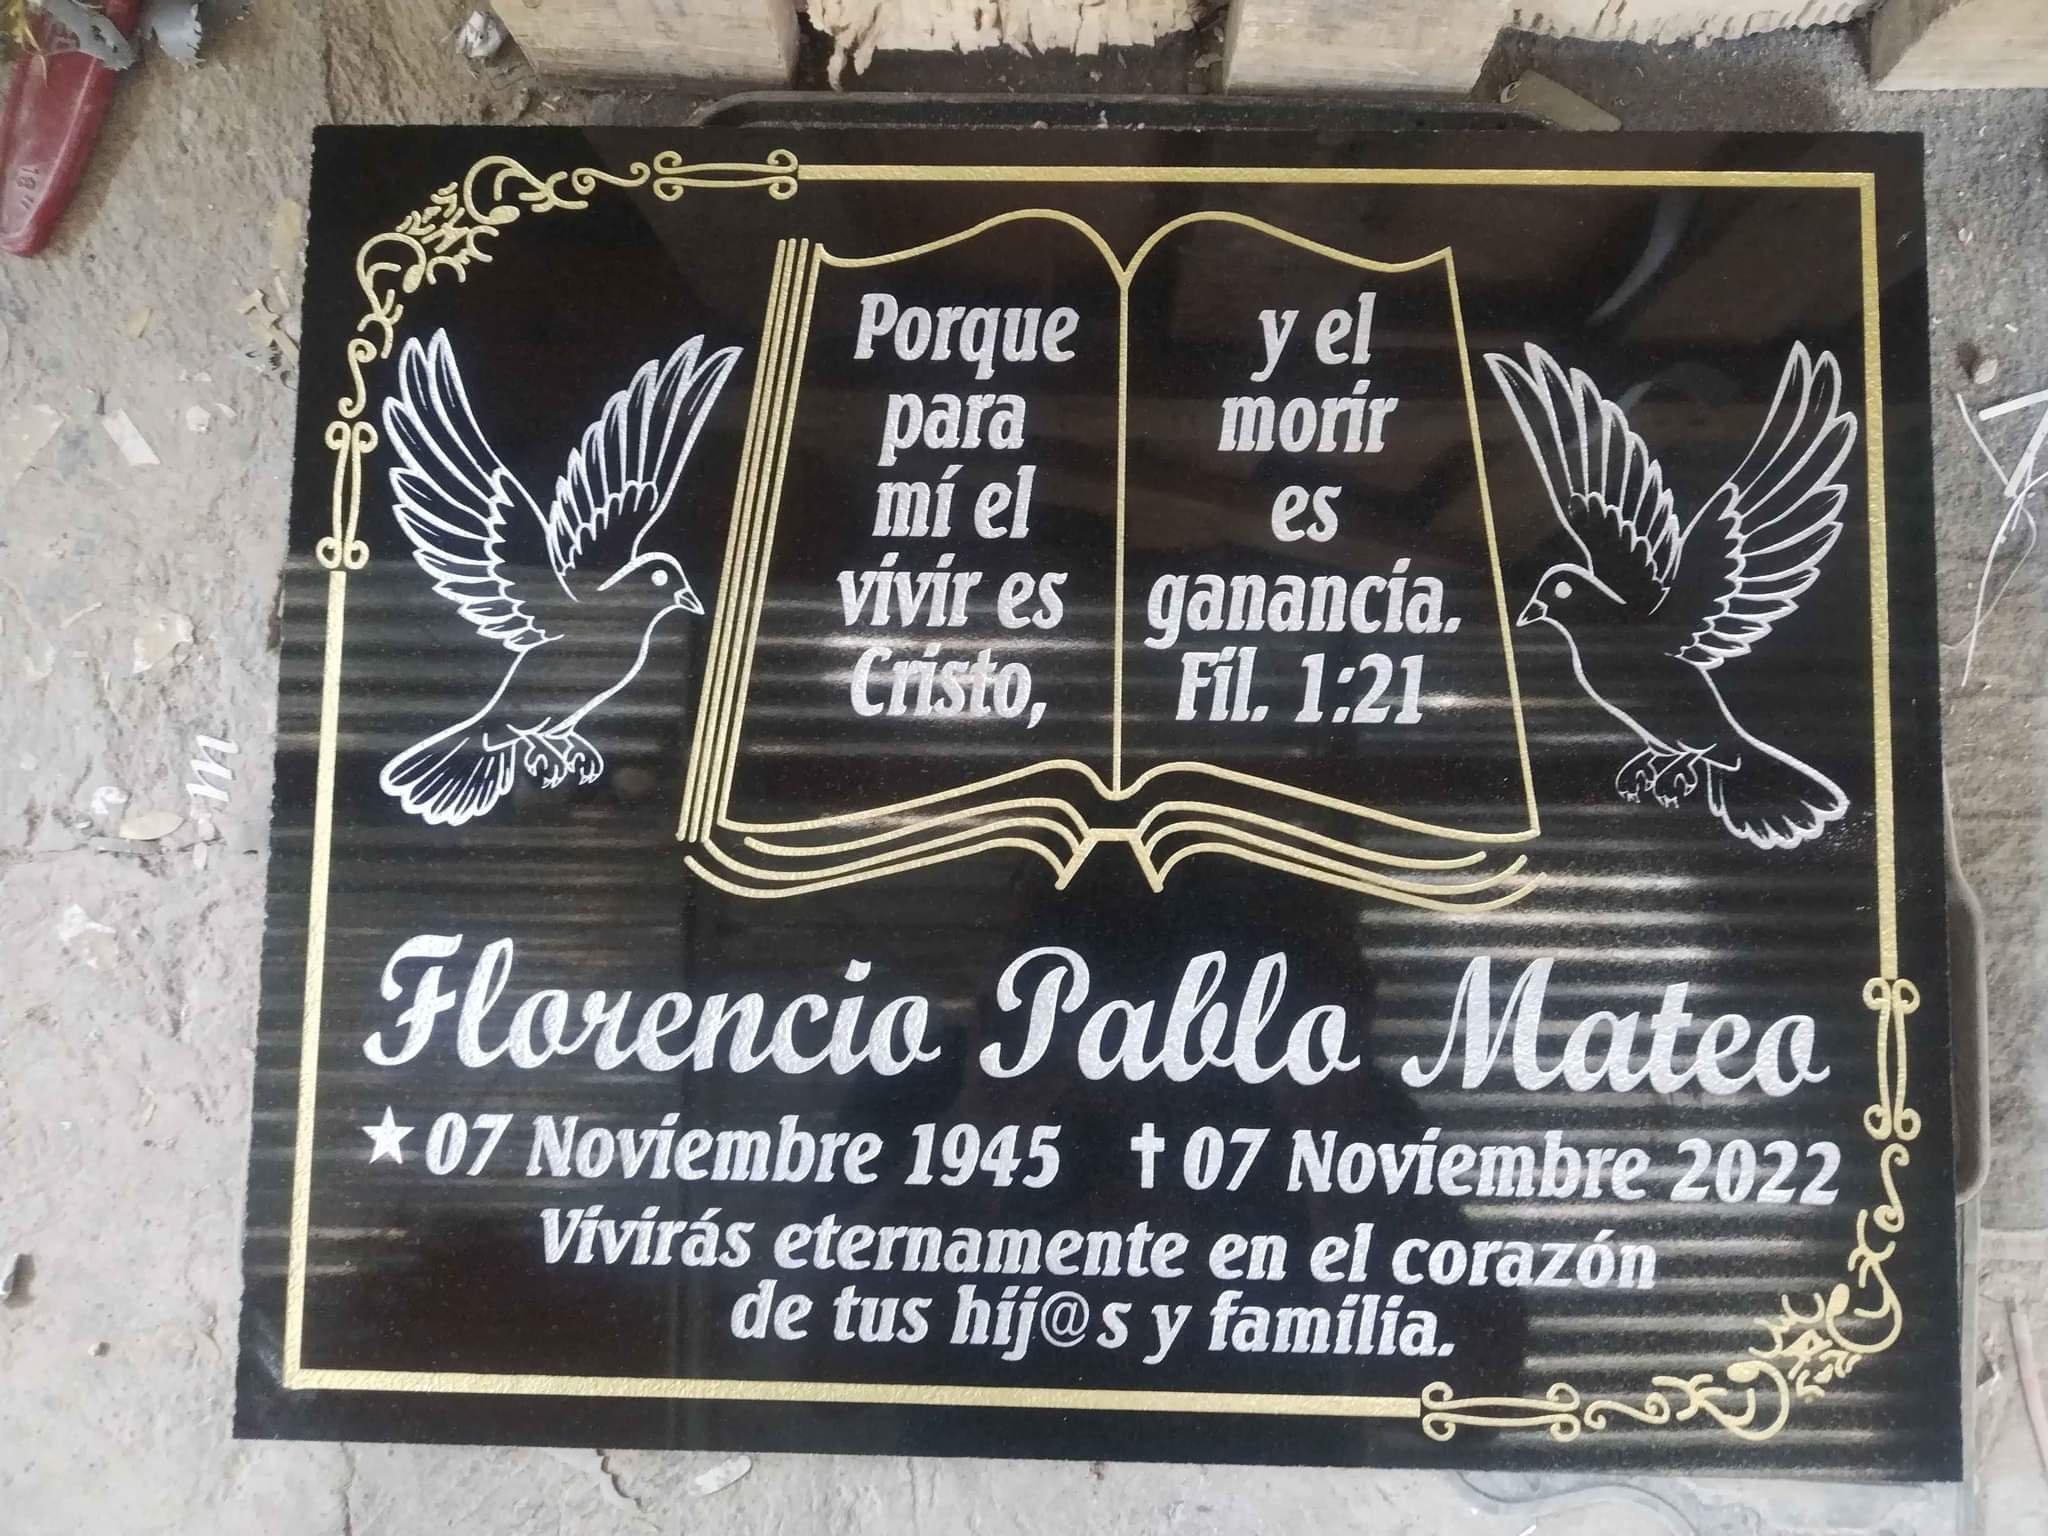 Porque
para
mí el
vivir es
Cristo,
y el
morir
es
ganancia.
Fil. 1:21
Florencio Pablo Mateo
★07 Noviembre 1945 ✝07 Noviembre 2022
Vivirás eternamente en el corazón
de tus hij@s y familia.
m
18"